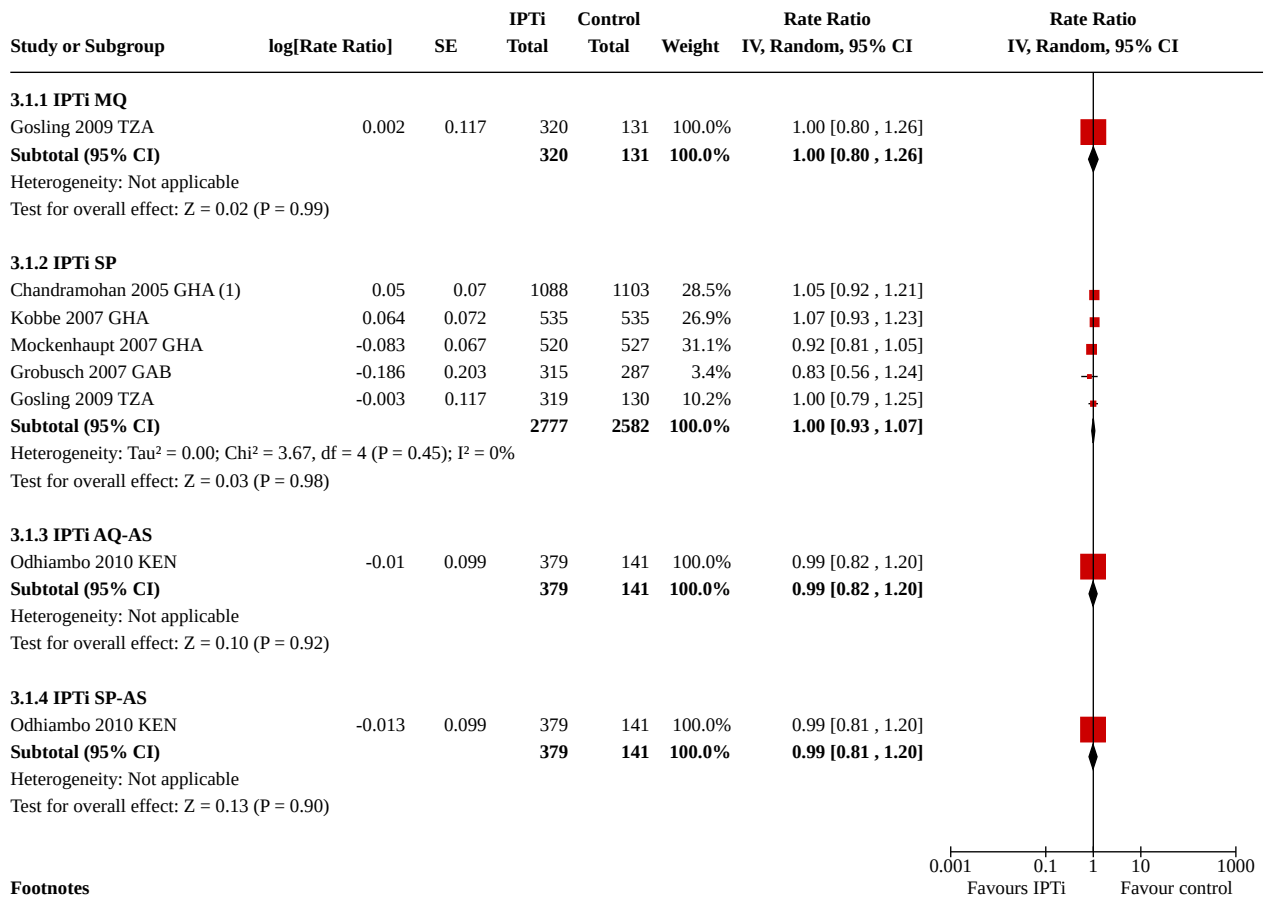 IPTi Control Rate Ratio Rate Ratio
Study or Subgroup log[Rate Ratio] SE Total Total Weight IV, Random, 95% CI IV, Random, 95% CI
3.1.1 IPTi MQ
Gosling 2009 TZA 0.002 0.117 320 131 100.0% 1.00 [0.80 , 1.26]
Subtotal (95% CI) 320 131 100.0% 1.00 [0.80 , 1.26]
Heterogeneity: Not applicable
Test for overall effect: Z = 0.02 (P = 0.99)
3.1.2 IPTi SP
Chandramohan 2005 GHA (1) 0.05 0.07 1088 1103 28.5% 1.05 [0.92 , 1.21]
Kobbe 2007 GHA 0.064 0.072 535 535 26.9% 1.07 [0.93 , 1.23]
Mockenhaupt 2007 GHA -0.083 0.067 520 527 31.1% 0.92 [0.81 , 1.05]
Grobusch 2007 GAB -0.186 0.203 315 287 3.4% 0.83 [0.56 , 1.24]
Gosling 2009 TZA -0.003 0.117 319 130 10.2% 1.00 [0.79 , 1.25]
Subtotal (95% CI) 2777 2582 100.0% 1.00 [0.93 , 1.07]
Heterogeneity: Tau² = 0.00; Chi² = 3.67, df = 4 (P = 0.45); I² = 0%
Test for overall effect: Z = 0.03 (P = 0.98)
3.1.3 IPTi AQ-AS
Odhiambo 2010 KEN -0.01 0.099 379 141 100.0% 0.99 [0.82 , 1.20]
Subtotal (95% CI) 379 141 100.0% 0.99 [0.82 , 1.20]
Heterogeneity: Not applicable
Test for overall effect: Z = 0.10 (P = 0.92)
3.1.4 IPTi SP-AS
Odhiambo 2010 KEN -0.013 0.099 379 141 100.0% 0.99 [0.81 , 1.20]
Subtotal (95% CI) 379 141 100.0% 0.99 [0.81 , 1.20]
Heterogeneity: Not applicable
Test for overall effect: Z = 0.13 (P = 0.90)
0.001 0.1 1 10 1000
Favours IPTi Favour control
Footnotes